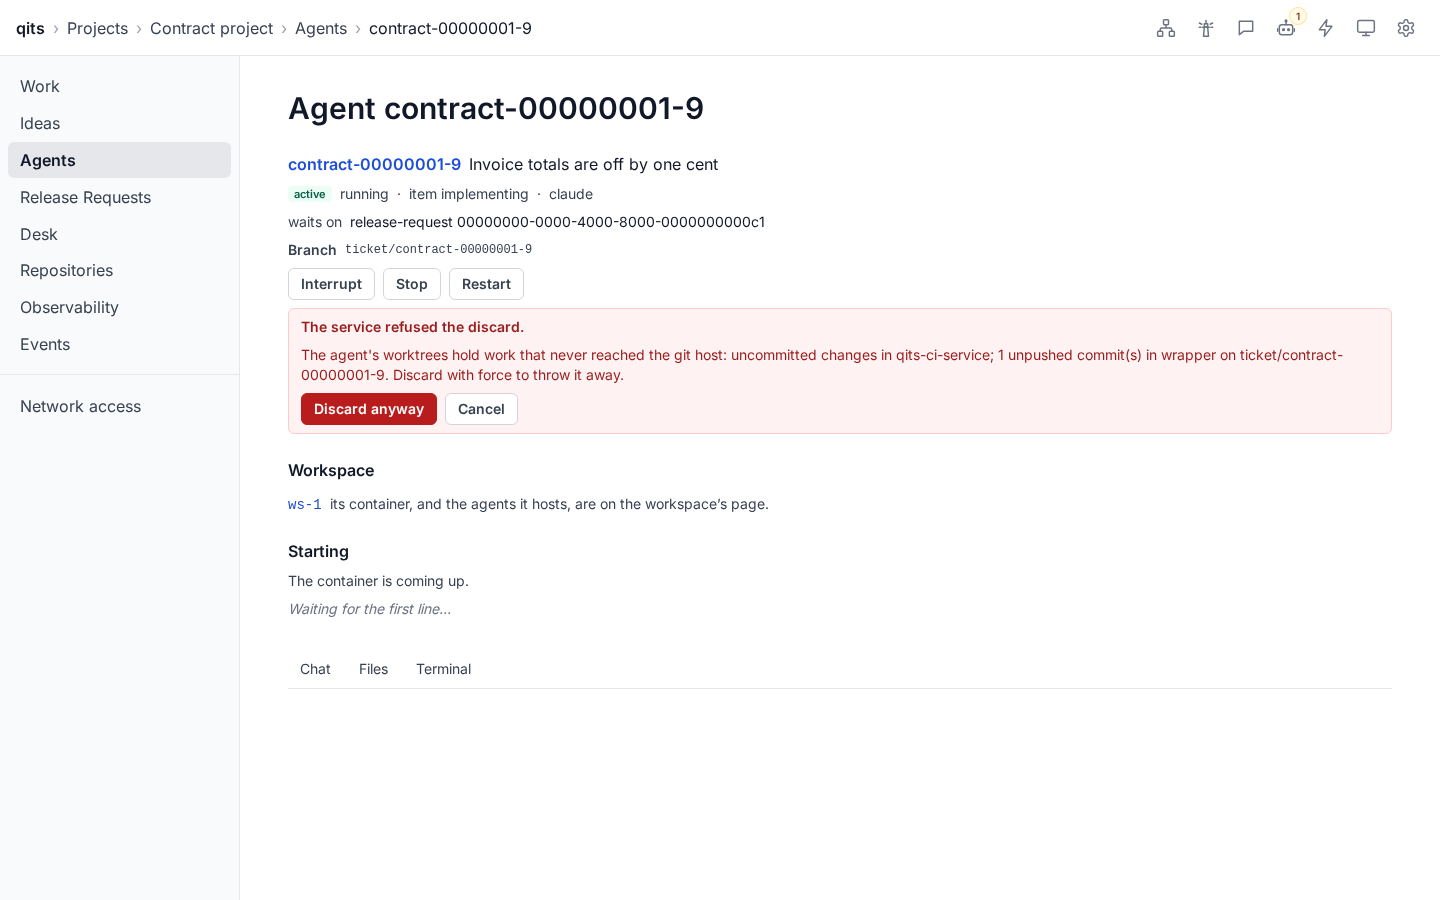 qits › Projects › Contract project › Agents › contract-00000001-9
1
Work
Ideas
Agents
Release Requests
Desk
Repositories
Observability
Events
Network access
Agent contract-00000001-9
contract-00000001-9 Invoice totals are off by one cent
active running · item implementing · claude
waits on release-request 00000000-0000-4000-8000-0000000000c1
Branch ticket/contract-00000001-9
Interrupt Stop Restart
The service refused the discard.
The agent's worktrees hold work that never reached the git host: uncommitted changes in qits-ci-service; 1 unpushed commit(s) in wrapper on ticket/contract-
00000001-9. Discard with force to throw it away.
Discard anyway Cancel
Workspace
ws-1 its container, and the agents it hosts, are on the workspace’s page.
Starting
The container is coming up.
Waiting for the first line…
Chat Files Terminal